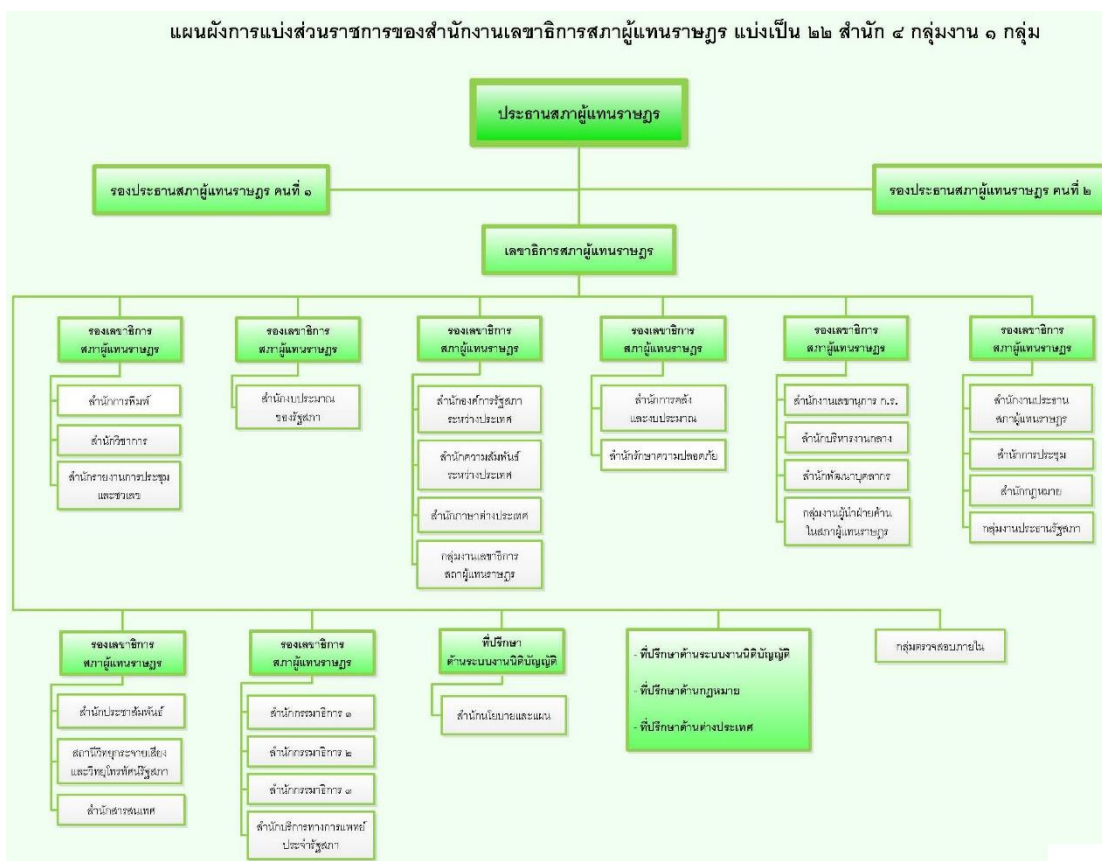 แผนผังการแบ่งส่วนราชการของสำนักงานเลขาธิการสภาผู้แทนราษฎร แบ่งเป็น ๒๒ สำนัก ๔ กลุ่มงาน ๑ กลุ่ม
ประธานสภาผู้แทนราษฎร
รองประธานสภาผู้แทนราษฎร คนที่ ๑
รองประธานสภาผู้แทนราษฎร คนที่ ๒
เลขาธิการสภาผู้แทนราษฎร
รองเลขาธิการ
สภาผู้แทนราษฎร
สำนักการพิมพ์
สำนักวิชาการ
สำนักรายงานการประชุม
และชวเลข
รองเลขาธิการ
สภาผู้แทนราษฎร
สำนักงบประมาณ
ของรัฐสภา
รองเลขาธิการ
สภาผู้แทนราษฎร
สำนักองค์การรัฐสภา
ระหว่างประเทศ
สำนักความสัมพันธ์
ระหว่างประเทศ
สำนักภาษาต่างประเทศ
กลุ่มงานเลขาธิการ
สถาผู้แทนราษฎร
รองเลขาธิการ
สภาผู้แทนราษฎร
สำนักการคลัง
และงบประมาณ
สำนักรักษาความปลอดภัย
รองเลขาธิการ
สภาผู้แทนราษฎร
สำนักงานเลขานุการ ก.ร.
สำนักบริหารงานกลาง
สำนักพัฒนาบุคลากร
กลุ่มงานผู้นำฝ่ายค้าน
ในสภาผู้แทนราษฎร
รองเลขาธิการ
สภาผู้แทนราษฎร
สำนักงานประธาน
สภาผู้แทนราษฎร
สำนักการประชุม
สำนักกฎหมาย
กลุ่มงานประธานรัฐสภา
รองเลขาธิการ
สภาผู้แทนราษฎร
สำนักประชาสัมพันธ์
สถานีวิทยุกระจายเสียง
และวิทยุโทรทัศน์รัฐสภา
สำนักสารสนเทศ
รองเลขาธิการ
สภาผู้แทนราษฎร
สำนักกรรมาธิการ ๑
สำนักกรรมาธิการ ๒
สำนักกรรมาธิการ ๓
สำนักบริการทางการแพทย์
ประจำรัฐสภา
ที่ปรึกษา
ด้านระบบงานนิติบัญญัติ
สำนักนโยบายและแผน
- ที่ปรึกษาด้านระบบงานนิติบัญญัติ
- ที่ปรึกษาด้านกฎหมาย
- ที่ปรึกษาด้านต่างประเทศ
กลุ่มตรวจสอบภายใน